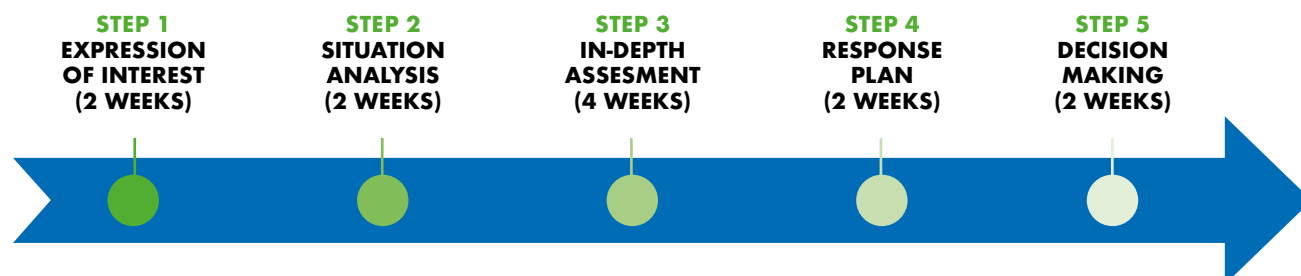 STEP 1
EXPRESSION
OF INTEREST
(2 WEEKS)
STEP 2
SITUATION
ANALYSIS
(2 WEEKS)
STEP 3
IN-DEPTH
ASSESMENT
(4 WEEKS)
STEP 4
RESPONSE
PLAN
(2 WEEKS)
STEP 5
DECISION
MAKING
(2 WEEKS)